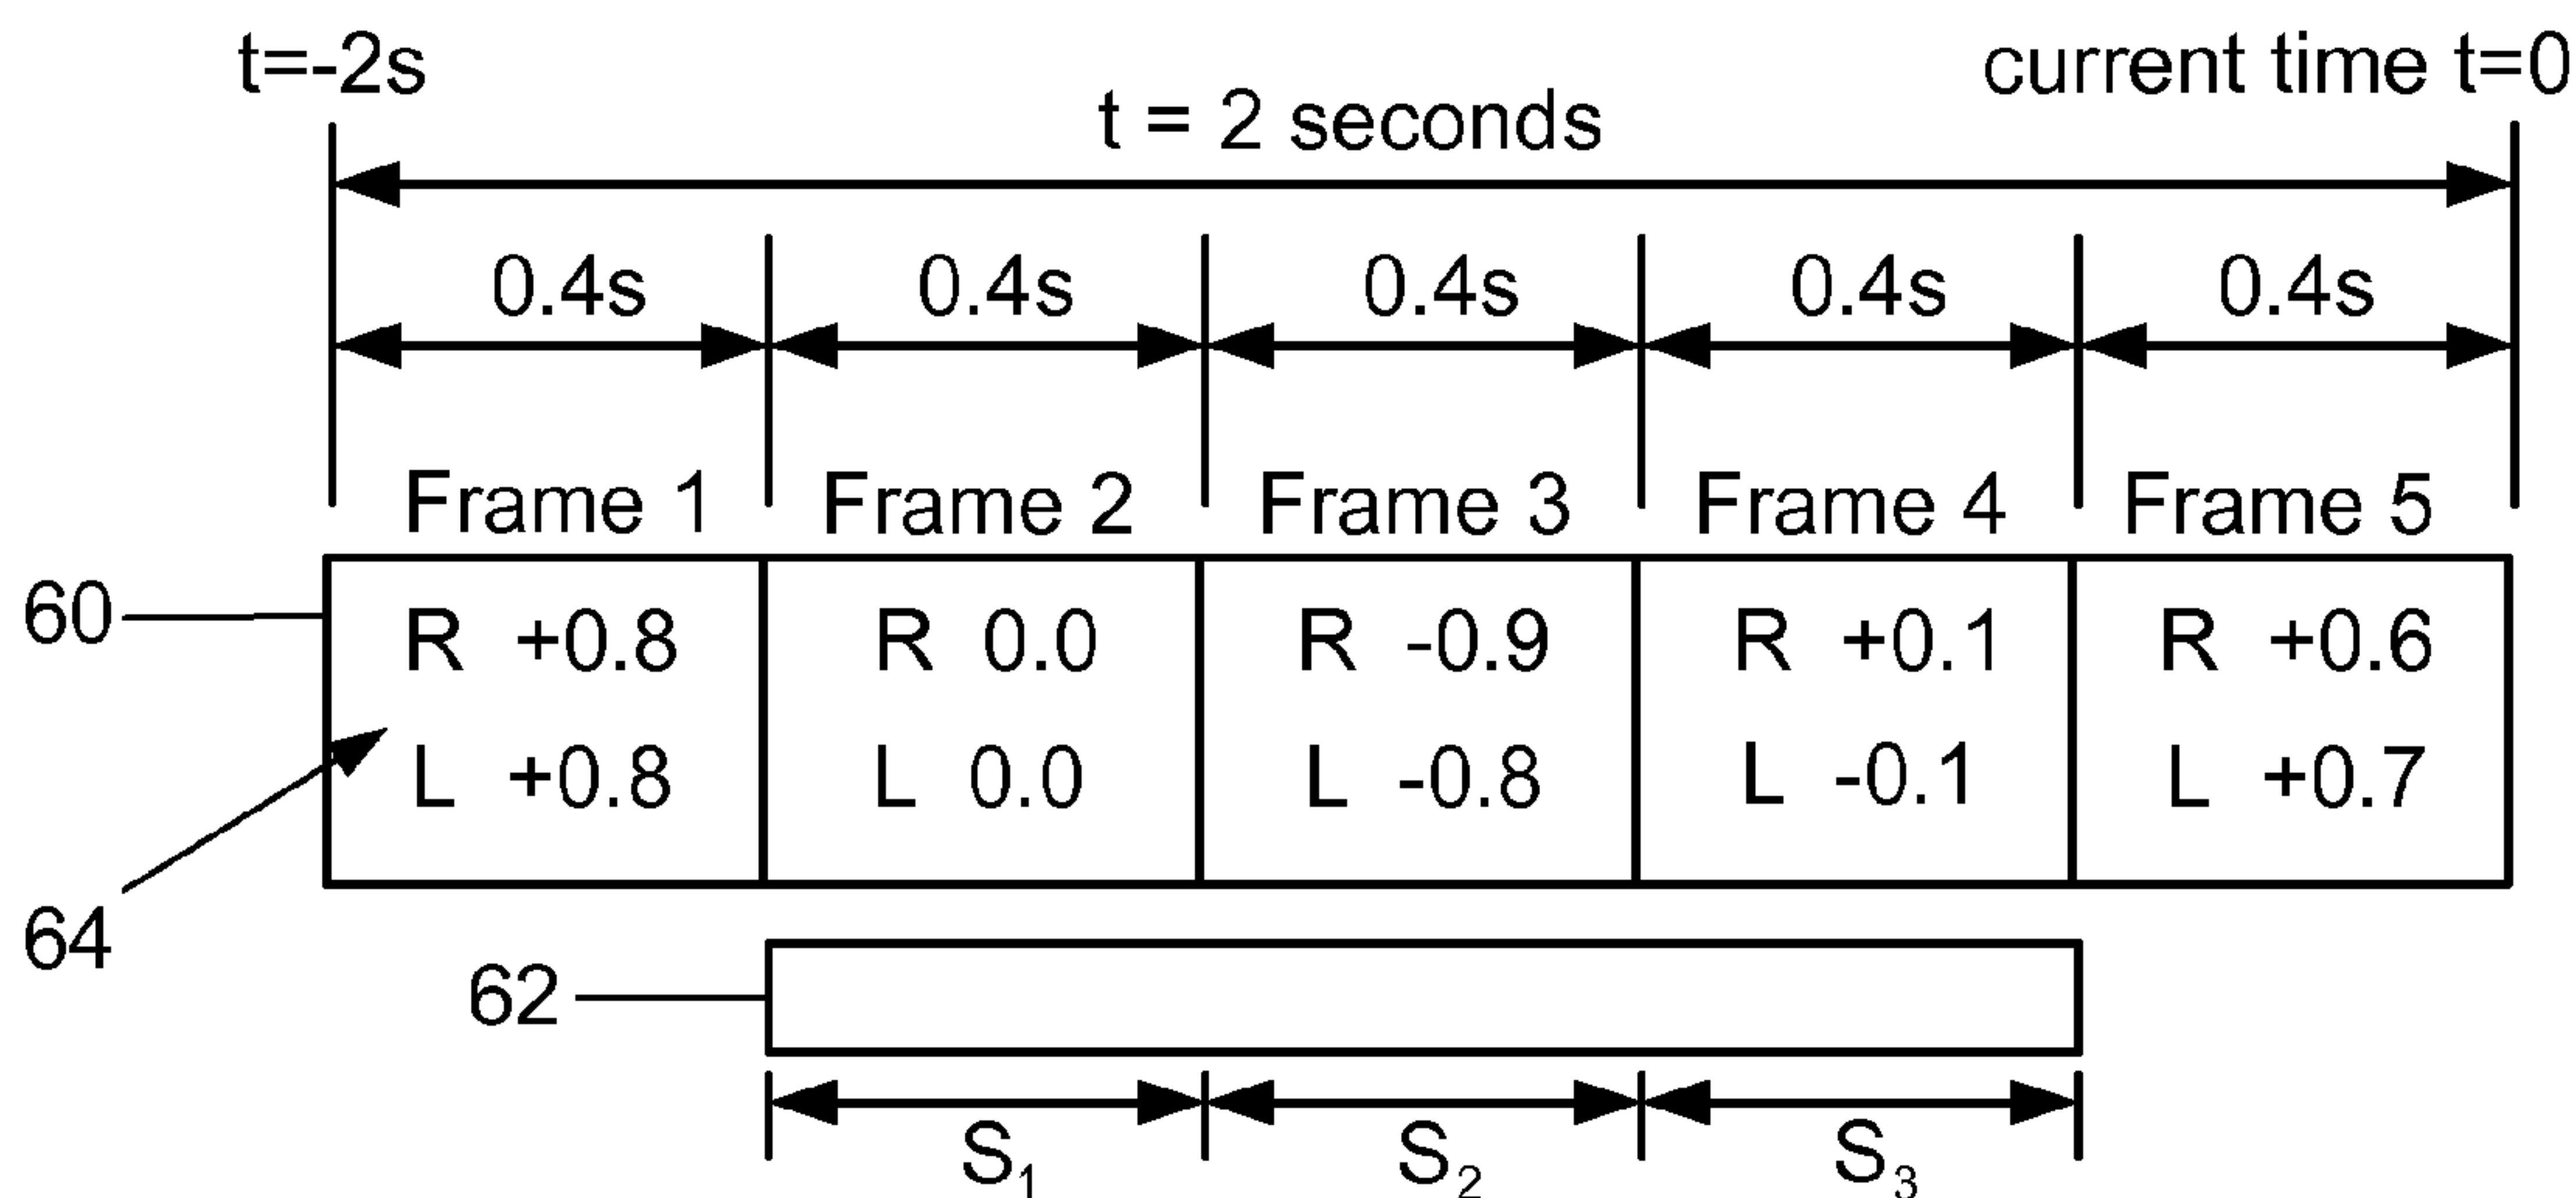 t=-2s
current time t=0
t = 2 seconds
0.4s 0.4s 0.4s 0.4s 0.4s
Frame 1 Frame 2 Frame 3 Frame 4 Frame 5
60
R +0.8 R 0.0 R -0.9 R +0.1 R +0.6
L +0.8 L 0.0 L -0.8 L -0.1 L +0.7
64
62
S₁ S₂ S₃